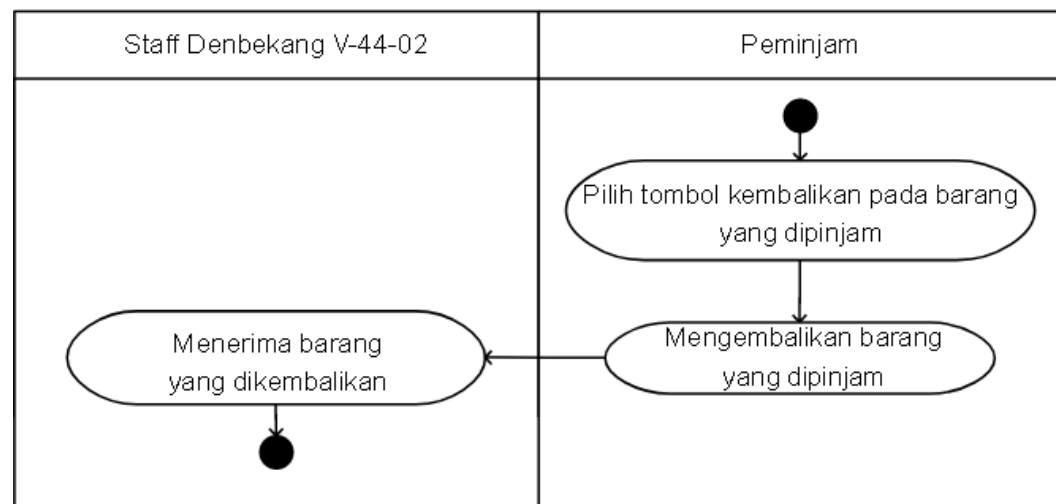 Staff Denbekang V-44-02
Peminjam
Pilih tombol kembalikan pada barang
yang dipinjam
Mengembalikan barang
yang dipinjam
Menerima barang
yang dikembalikan